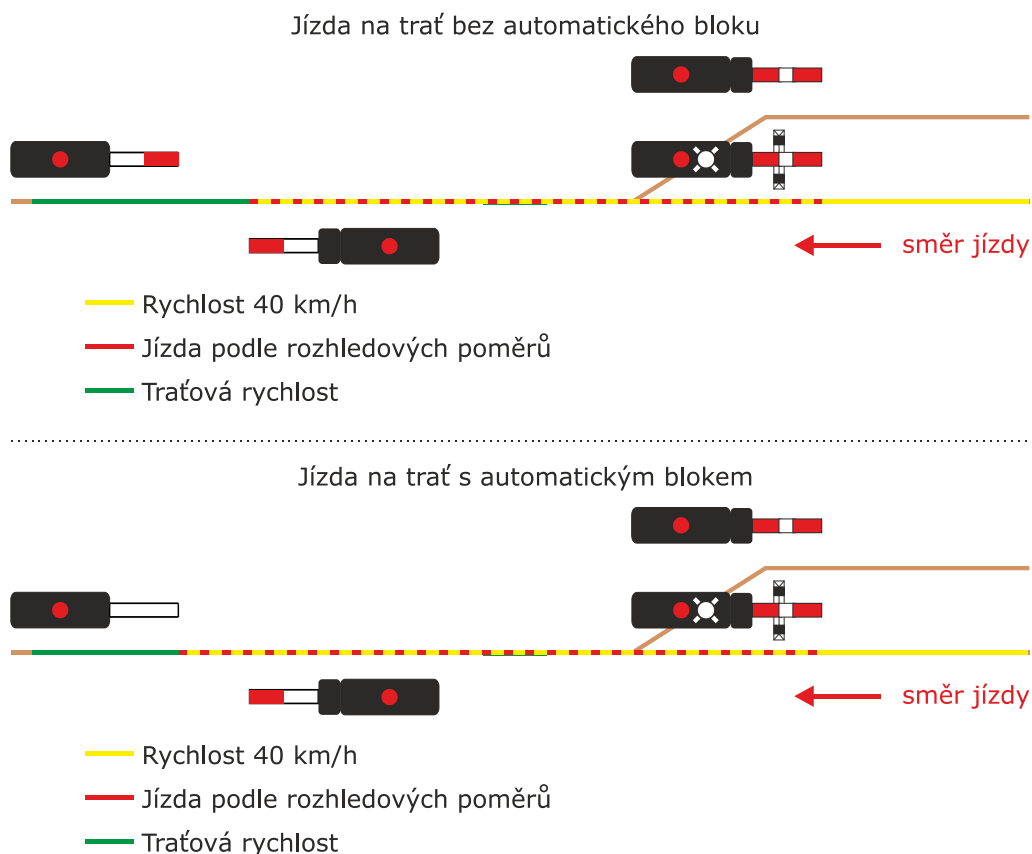 Jízda na trať bez automatického bloku
směr jízdy
Rychlost 40 km/h
Jízda podle rozhledových poměrů
Traťová rychlost
Jízda na trať s automatickým blokem
směr jízdy
Rychlost 40 km/h
Jízda podle rozhledových poměrů
Traťová rychlost